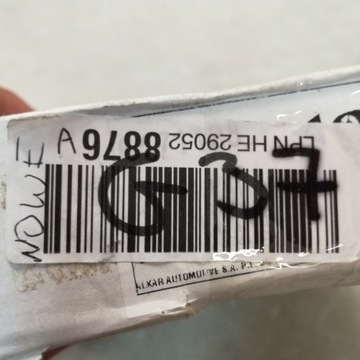 LPN HE 29052 8876
NOWE A
G37
ALKAR AUTOMOTIVE S.A.